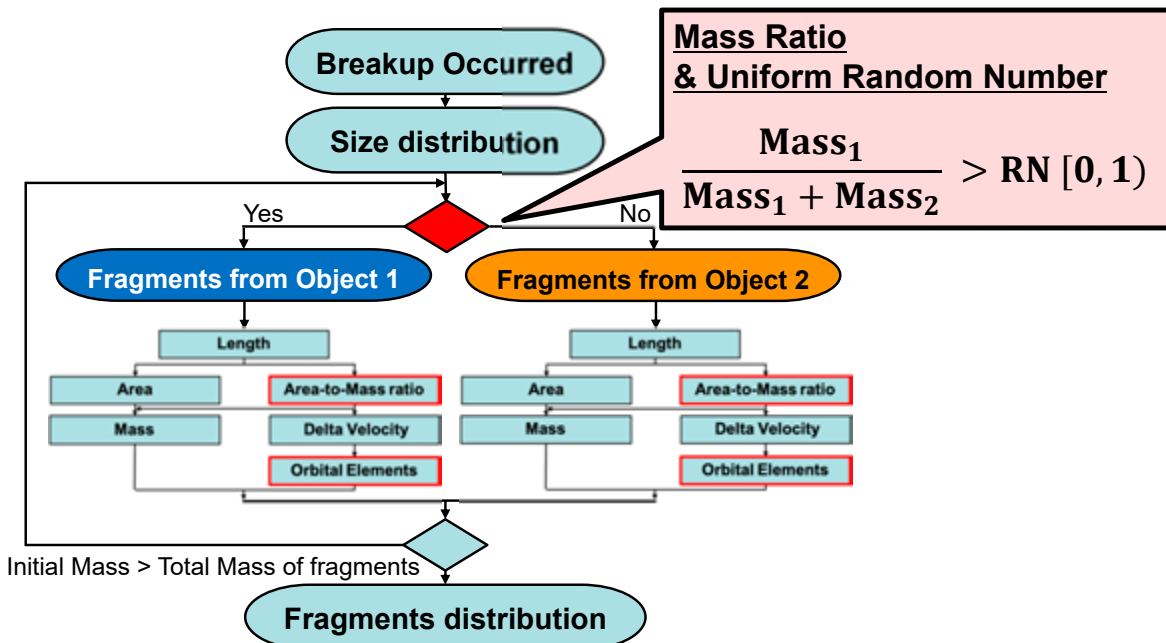 Breakup Occurred
Size distribution
Mass Ratio
& Uniform Random Number
Mass₁
Mass₁ + Mass₂
> RN [0, 1)
Yes
No
Fragments from Object 1
Fragments from Object 2
Length
Area
Area-to-Mass ratio
Mass
Delta Velocity
Orbital Elements
Length
Area
Area-to-Mass ratio
Mass
Delta Velocity
Orbital Elements
Initial Mass > Total Mass of fragments
Fragments distribution